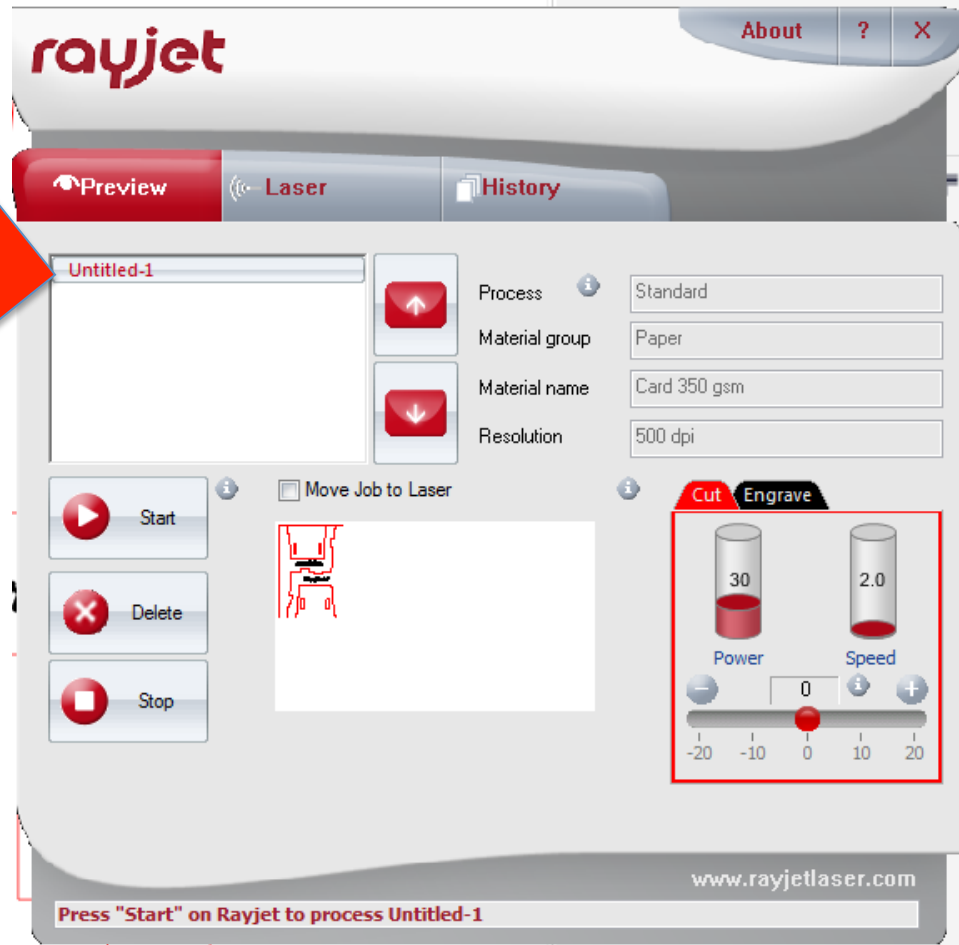 rayjet
About ? X
Preview Laser History
Untitled-1
Process Standard
Material group Paper
Material name Card 350 gsm
Resolution 500 dpi
Start
Delete
Stop
Move Job to Laser
Cut Engrave
30 2.0
Power Speed
0
-20 -10 0 10 20
www.rayjetlaser.com
Press "Start" on Rayjet to process Untitled-1